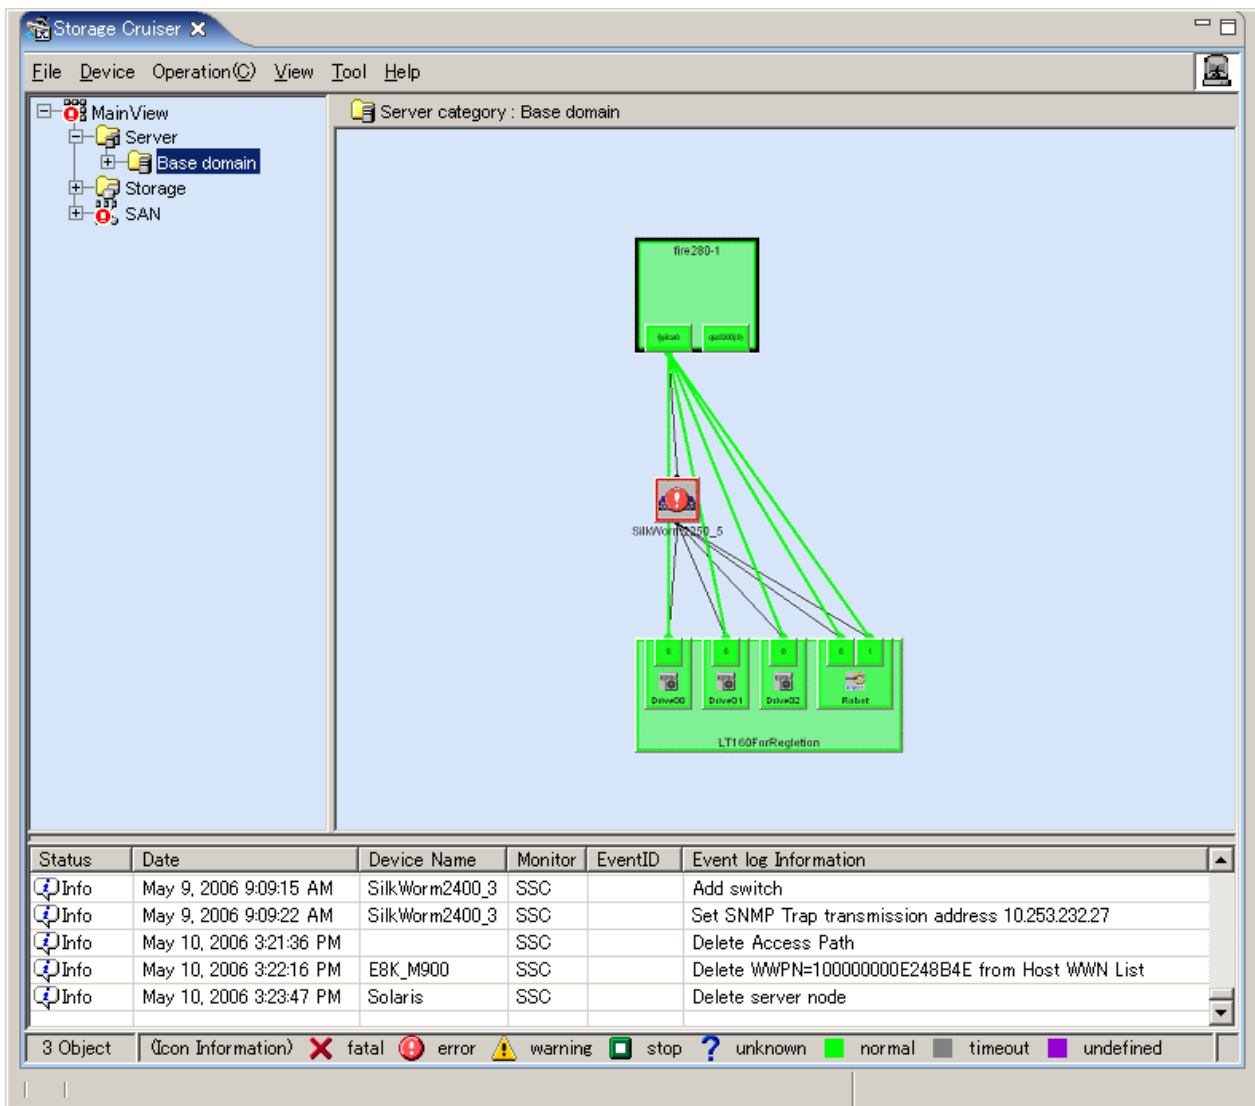 Storage Cruiser
File Device Operation(C) View Tool Help
MainView
Server
Base domain
Storage
SAN
Server category : Base domain
fire280-1
SilkWorm2250_5
0 0 0 0 1
Drive00 Drive01 Drive02 Robot
LT160ForRegletion
Status Date Device Name Monitor EventID Event log Information
Info May 9, 2006 9:09:15 AM SilkWorm2400_3 SSC Add switch
Info May 9, 2006 9:09:22 AM SilkWorm2400_3 SSC Set SNMP Trap transmission address 10.253.232.27
Info May 10, 2006 3:21:36 PM SSC Delete Access Path
Info May 10, 2006 3:22:16 PM E8K_M900 SSC Delete WWPN=100000000E248B4E from Host WWN List
Info May 10, 2006 3:23:47 PM Solaris SSC Delete server node
3 Object (Icon Information) fatal error warning stop unknown normal timeout undefined